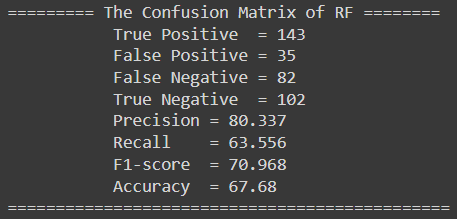 ========= The Confusion Matrix of RF ========
True Positive = 143
False Positive = 35
False Negative = 82
True Negative = 102
Precision = 80.337
Recall = 63.556
F1-score = 70.968
Accuracy = 67.68
==============================================